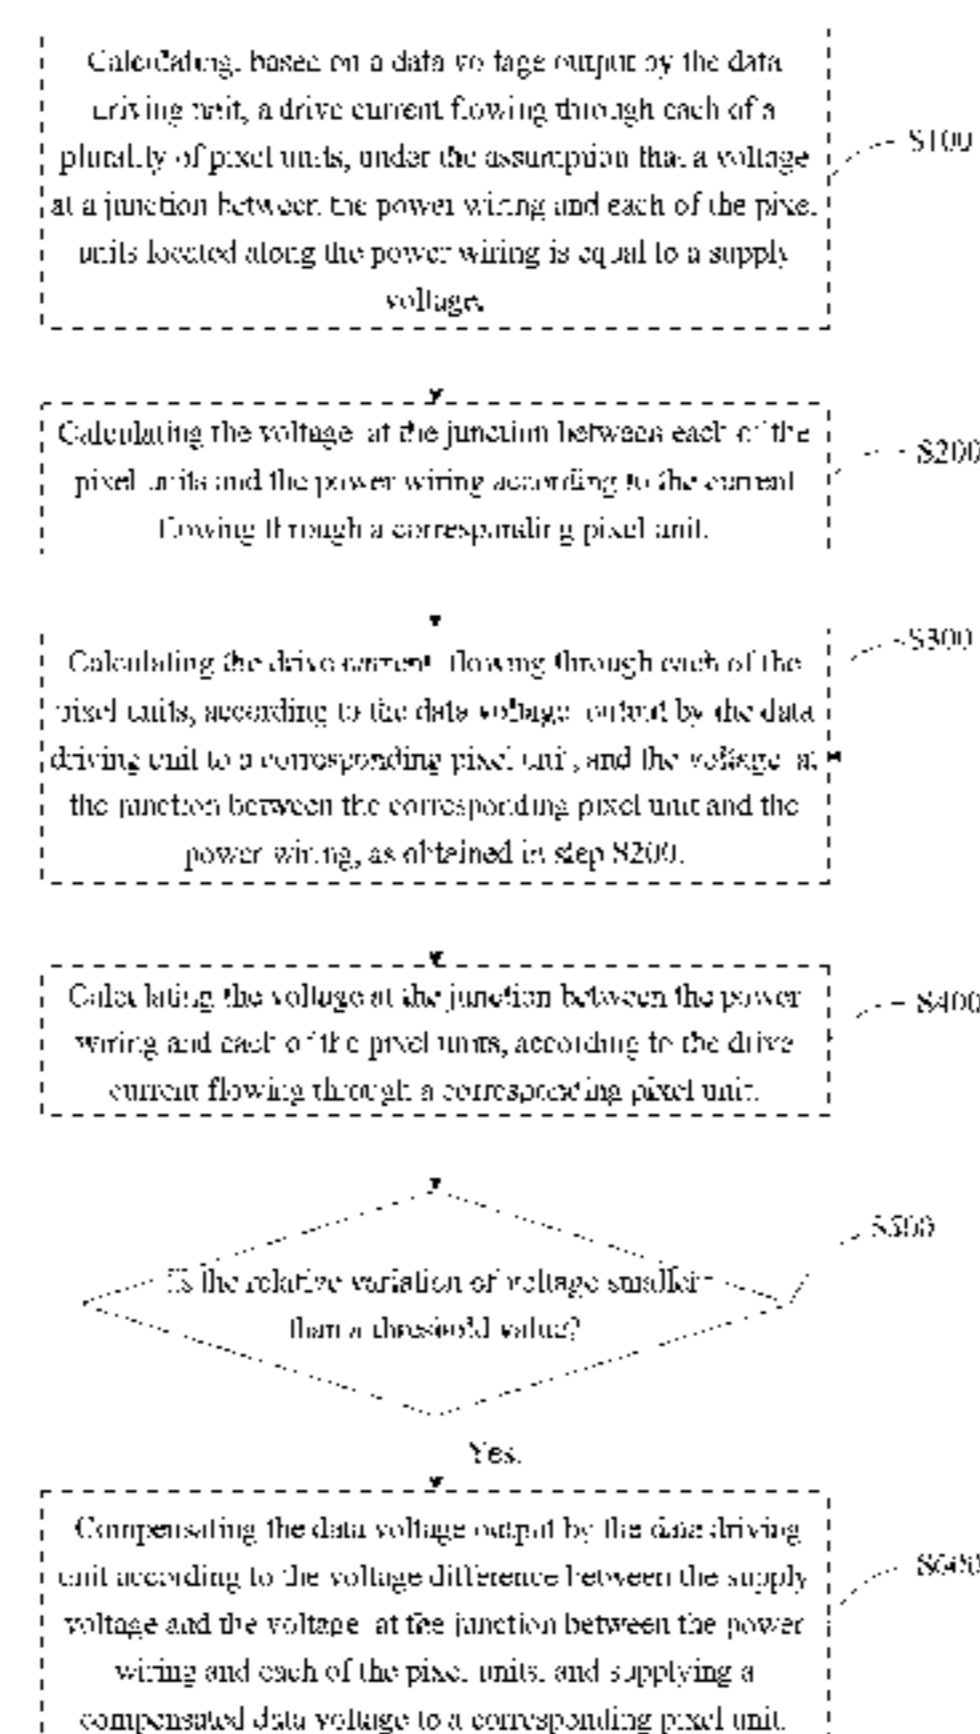 Calculating, based on a data voltage output by the data
driving unit, a drive current flowing through each of a
plurality of pixel units, under the assumption that a voltage
at a junction between the power wiring and each of the pixel
units located along the power wiring is equal to a supply
voltage.
S100
Calculating the voltage at the junction between each of the
pixel units and the power wiring according to the current
flowing through a corresponding pixel unit.
S200
Calculating the drive current flowing through each of the
pixel units, according to the data voltage output by the data
driving unit to a corresponding pixel unit, and the voltage at
the junction between the corresponding pixel unit and the
power wiring, as obtained in step S200.
S300
Calculating the voltage at the junction between the power
wiring and each of the pixel units, according to the drive
current flowing through a corresponding pixel unit.
S400
Is the relative variation of voltage smaller
than a threshold value?
S500
Yes.
Compensating the data voltage output by the data driving
unit according to the voltage difference between the supply
voltage and the voltage at the junction between the power
wiring and each of the pixel units, and supplying a
compensated data voltage to a corresponding pixel unit.
S600